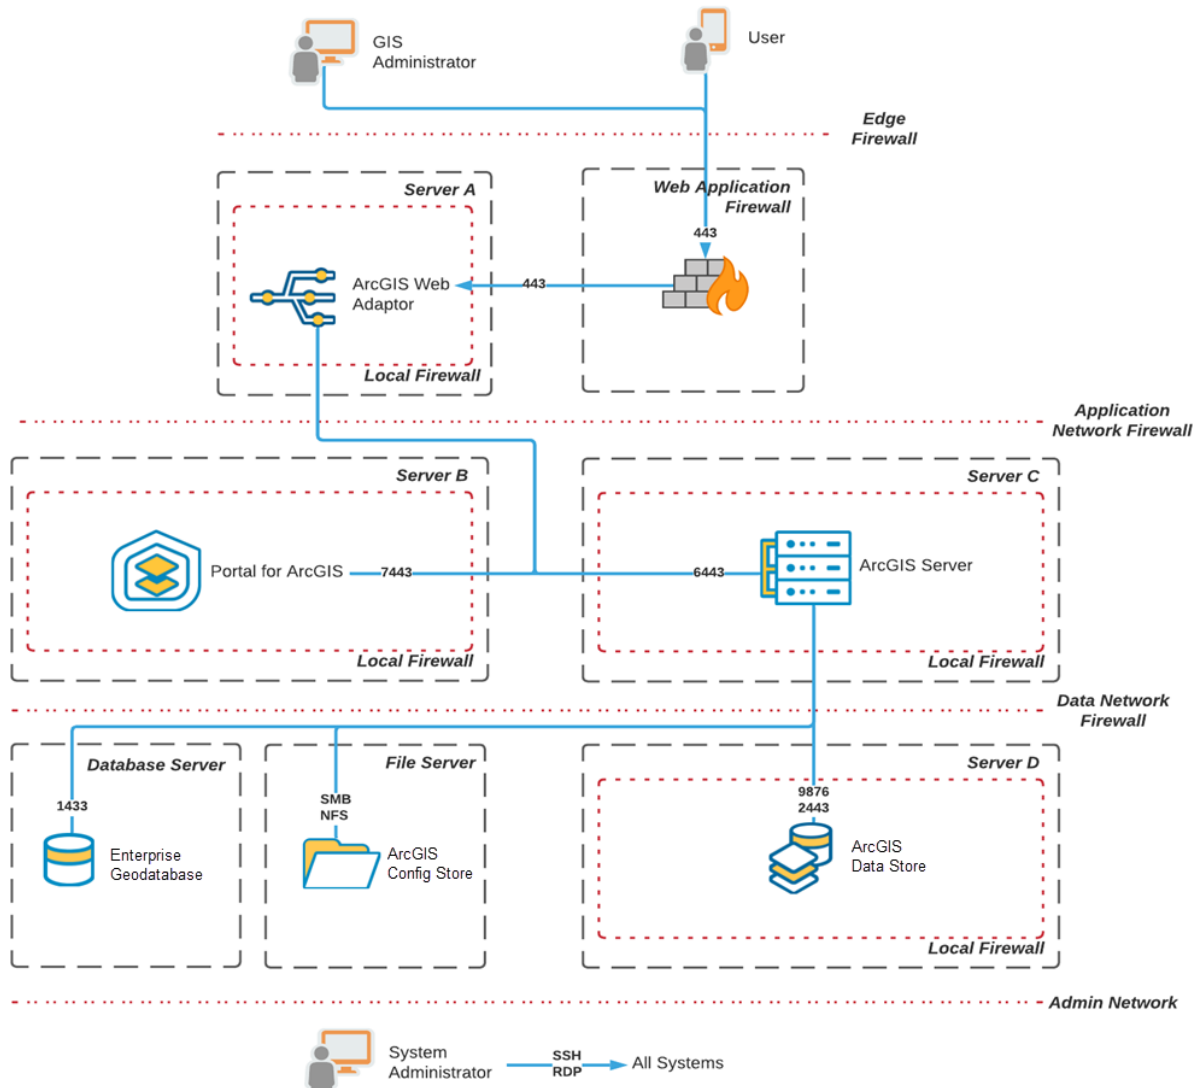 GIS
Administrator
User
Edge
Firewall
Server A
Web Application
Firewall
443
ArcGIS Web
Adaptor
443
Local Firewall
Application
Network Firewall
Server B
Server C
Portal for ArcGIS
7443
6443
ArcGIS Server
Local Firewall
Local Firewall
Data Network
Firewall
Database Server
File Server
Server D
1433
SMB
NFS
9876
2443
Enterprise
Geodatabase
ArcGIS
Config Store
ArcGIS
Data Store
Local Firewall
Admin Network
System
Administrator
SSH
RDP
All Systems